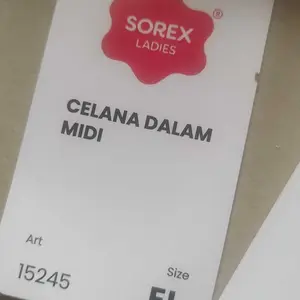 SOREX
®
LADIES
CELANA DALAM
MIDI
Art
Size
15245